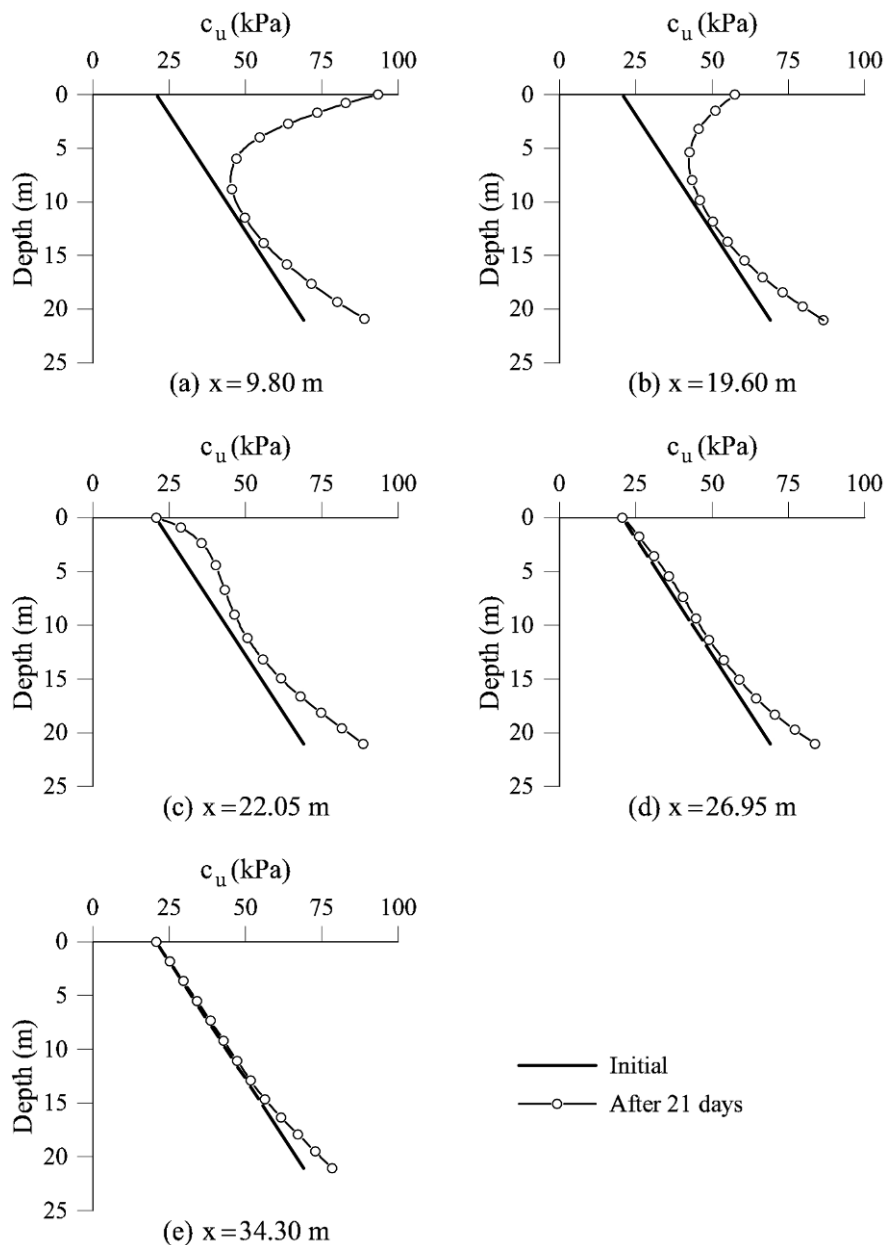 c_u (kPa)
0 25 50 75 100
0
5
10
15
20
25
Depth (m)
(a) x=9.80 m
c_u (kPa)
0 25 50 75 100
0
5
10
15
20
25
Depth (m)
(b) x=19.60 m
c_u (kPa)
0 25 50 75 100
0
5
10
15
20
25
Depth (m)
(c) x=22.05 m
c_u (kPa)
0 25 50 75 100
0
5
10
15
20
25
Depth (m)
(d) x=26.95 m
c_u (kPa)
0 25 50 75 100
0
5
10
15
20
25
Depth (m)
(e) x=34.30 m
Initial
After 21 days